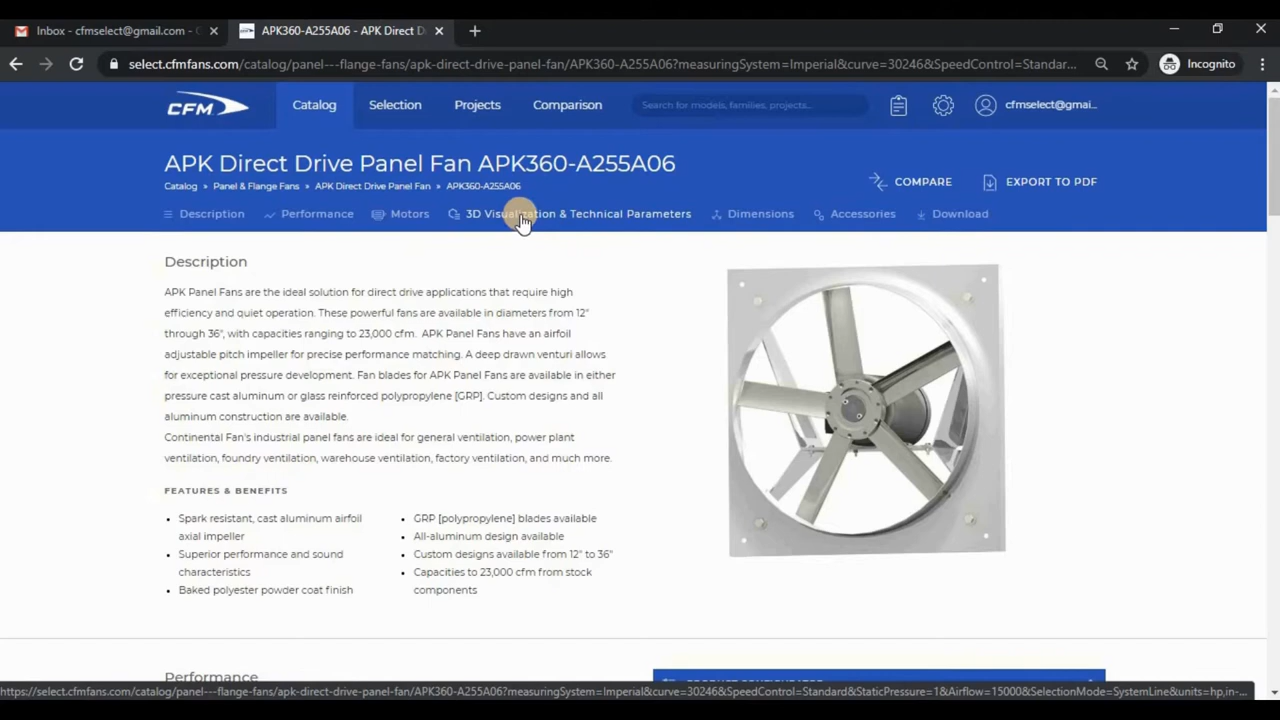 Inbox - cfmselect@gmail.com -
APK360-A255A06 - APK Direct D
select.cfmfans.com/catalog/panel---flange-fans/apk-direct-drive-panel-fan/APK360-A255A06?measuringSystem=Imperial&curve=30246&SpeedControl=Standar...
Incognito
CFM
Catalog
Selection
Projects
Comparison
Search for models, families, projects...
cfmselect@gmai...
APK Direct Drive Panel Fan APK360-A255A06
Catalog » Panel & Flange Fans » APK Direct Drive Panel Fan » APK360-A255A06
COMPARE
EXPORT TO PDF
Description
Performance
Motors
3D Visualization & Technical Parameters
Dimensions
Accessories
Download
Description
APK Panel Fans are the ideal solution for direct drive applications that require high
efficiency and quiet operation. These powerful fans are available in diameters from 12"
through 36", with capacities ranging to 23,000 cfm. APK Panel Fans have an airfoil
adjustable pitch impeller for precise performance matching. A deep drawn venturi allows
for exceptional pressure development. Fan blades for APK Panel Fans are available in either
pressure cast aluminum or glass reinforced polypropylene [GRP]. Custom designs and all
aluminum construction are available.
Continental Fan's industrial panel fans are ideal for general ventilation, power plant
ventilation, foundry ventilation, warehouse ventilation, factory ventilation, and much more.
FEATURES & BENEFITS
• Spark resistant, cast aluminum airfoil
axial impeller
• Superior performance and sound
characteristics
• Baked polyester powder coat finish
• GRP [polypropylene] blades available
• All-aluminum design available
• Custom designs available from 12" to 36"
• Capacities to 23,000 cfm from stock
components
Performance
PRODUCT CONFIGURATOR
https://select.cfmfans.com/catalog/panel---flange-fans/apk-direct-drive-panel-fan/APK360-A255A06?measuringSystem=Imperial&curve=30246&SpeedControl=Standard&StaticPressure=1&Airflow=15000&SelectionMode=SystemLine&units=hp,in-...